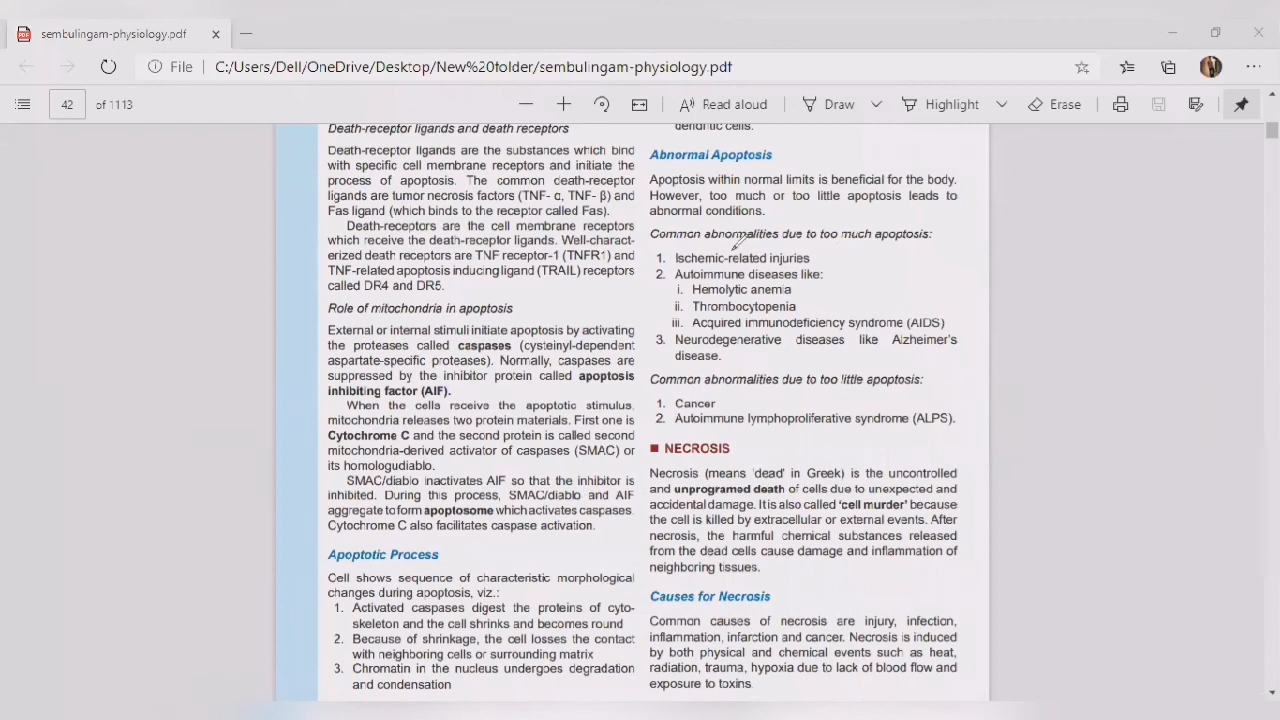 sembulingam-physiology.pdf
File C:/Users/Dell/OneDrive/Desktop/New%20folder/sembulingam-physiology.pdf
42 of 1113 Read aloud Draw Highlight Erase
Death-receptor ligands and death receptors
Death-receptor ligands are the substances which bind
with specific cell membrane receptors and initiate the
process of apoptosis. The common death-receptor
ligands are tumor necrosis factors (TNF- α, TNF- β) and
Fas ligand (which binds to the receptor called Fas).
Death-receptors are the cell membrane receptors
which receive the death-receptor ligands. Well-charact-
erized death receptors are TNF receptor-1 (TNFR1) and
TNF-related apoptosis inducing ligand (TRAIL) receptors
called DR4 and DR5.
Role of mitochondria in apoptosis
External or internal stimuli initiate apoptosis by activating
the proteases called caspases (cysteinyl-dependent
aspartate-specific proteases). Normally, caspases are
suppressed by the inhibitor protein called apoptosis
inhibiting factor (AIF).
When the cells receive the apoptotic stimulus,
mitochondria releases two protein materials. First one is
Cytochrome C and the second protein is called second
mitochondria-derived activator of caspases (SMAC) or
its homologudiablo.
SMAC/diablo inactivates AIF so that the inhibitor is
inhibited. During this process, SMAC/diablo and AIF
aggregate to form apoptosome which activates caspases.
Cytochrome C also facilitates caspase activation.
Apoptotic Process
Cell shows sequence of characteristic morphological
changes during apoptosis, viz.:
1. Activated caspases digest the proteins of cyto-
skeleton and the cell shrinks and becomes round
2. Because of shrinkage, the cell losses the contact
with neighboring cells or surrounding matrix
3. Chromatin in the nucleus undergoes degradation
and condensation
dendritic cells.
Abnormal Apoptosis
Apoptosis within normal limits is beneficial for the body.
However, too much or too little apoptosis leads to
abnormal conditions.
Common abnormalities due to too much apoptosis:
1. Ischemic-related injuries
2. Autoimmune diseases like:
i. Hemolytic anemia
ii. Thrombocytopenia
iii. Acquired immunodeficiency syndrome (AIDS)
3. Neurodegenerative diseases like Alzheimer's
disease.
Common abnormalities due to too little apoptosis:
1. Cancer
2. Autoimmune lymphoproliferative syndrome (ALPS).
NECROSIS
Necrosis (means 'dead' in Greek) is the uncontrolled
and unprogramed death of cells due to unexpected and
accidental damage. It is also called 'cell murder' because
the cell is killed by extracellular or external events. After
necrosis, the harmful chemical substances released
from the dead cells cause damage and inflammation of
neighboring tissues.
Causes for Necrosis
Common causes of necrosis are injury, infection,
inflammation, infarction and cancer. Necrosis is induced
by both physical and chemical events such as heat,
radiation, trauma, hypoxia due to lack of blood flow and
exposure to toxins.